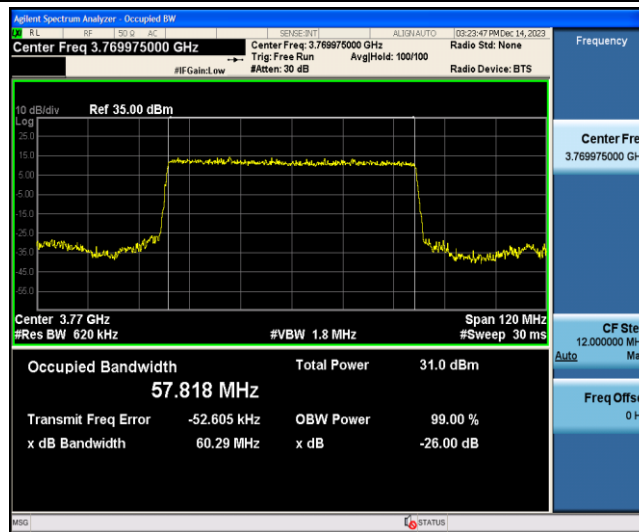 Agilent Spectrum Analyzer - Occupied BW
RL RF 50 Ω AC SENSE:INT ALIGN AUTO 03:23:47 PM Dec 14, 2023
Center Freq 3.769975000 GHz
Center Freq: 3.769975000 GHz
Radio Std: None
Trig: Free Run Avg|Hold: 100/100
#IFGain:Low #Atten: 30 dB Radio Device: BTS
Frequency
10 dB/div Ref 35.00 dBm
Log
25.0
15.0
5.00
-5.00
-15.0
-25.0
-35.0
-45.0
-55.0
Center 3.77 GHz Span 120 MHz
#Res BW 620 kHz #VBW 1.8 MHz #Sweep 30 ms
Occupied Bandwidth Total Power 31.0 dBm
57.818 MHz
Transmit Freq Error -52.605 kHz OBW Power 99.00 %
x dB Bandwidth 60.29 MHz x dB -26.00 dB
Center Fre
3.769975000 GH
CF Ste
12.000000 MH
Auto Ma
Freq Offse
0 H
MSG STATUS